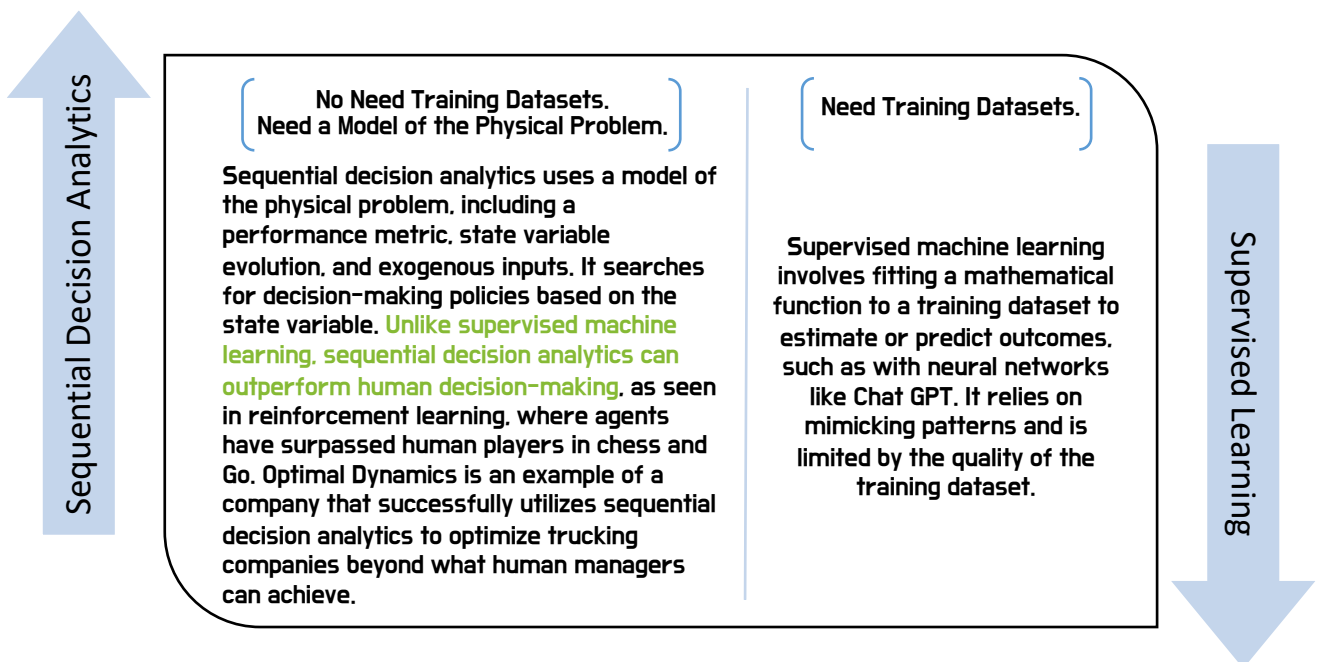 Sequential Decision Analytics
No Need Training Datasets.
Need a Model of the Physical Problem.
Sequential decision analytics uses a model of
the physical problem, including a
performance metric, state variable
evolution, and exogenous inputs. It searches
for decision-making policies based on the
state variable. Unlike supervised machine
learning, sequential decision analytics can
outperform human decision-making, as seen
in reinforcement learning, where agents
have surpassed human players in chess and
Go. Optimal Dynamics is an example of a
company that successfully utilizes sequential
decision analytics to optimize trucking
companies beyond what human managers
can achieve.
Need Training Datasets.
Supervised machine learning
involves fitting a mathematical
function to a training dataset to
estimate or predict outcomes,
such as with neural networks
like Chat GPT. It relies on
mimicking patterns and is
limited by the quality of the
training dataset.
Supervised Learning